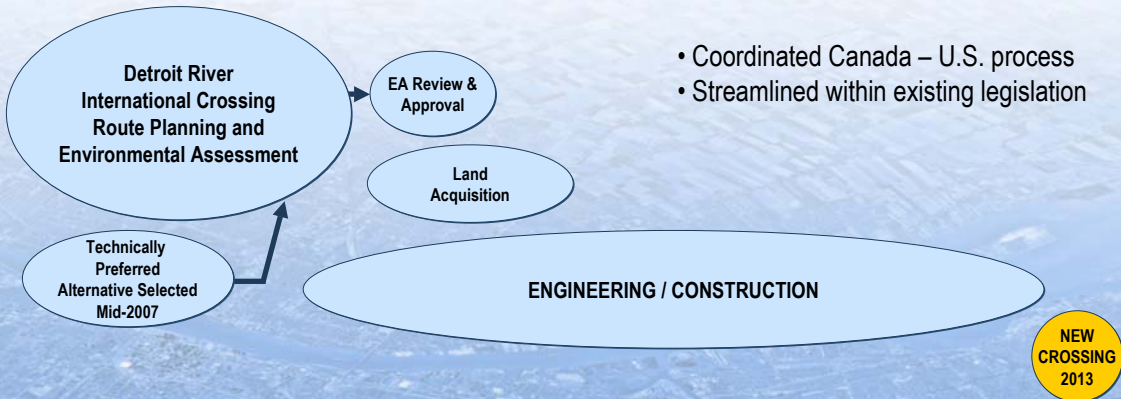 Detroit River
International Crossing
Route Planning and
Environmental Assessment
EA Review &
Approval
• Coordinated Canada – U.S. process
• Streamlined within existing legislation
Land
Acquisition
Technically
Preferred
Alternative Selected
Mid-2007
ENGINEERING / CONSTRUCTION
NEW
CROSSING
2013